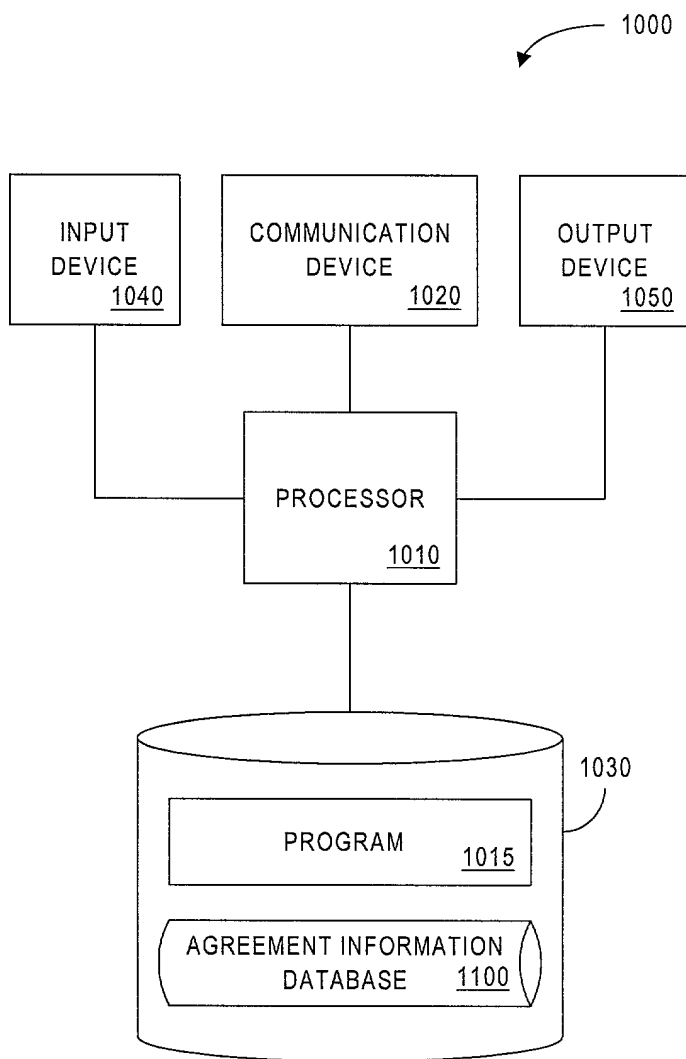 1000
INPUT
DEVICE
1040
COMMUNICATION
DEVICE
1020
OUTPUT
DEVICE
1050
PROCESSOR
1010
1030
PROGRAM
1015
AGREEMENT INFORMATION
DATABASE
1100